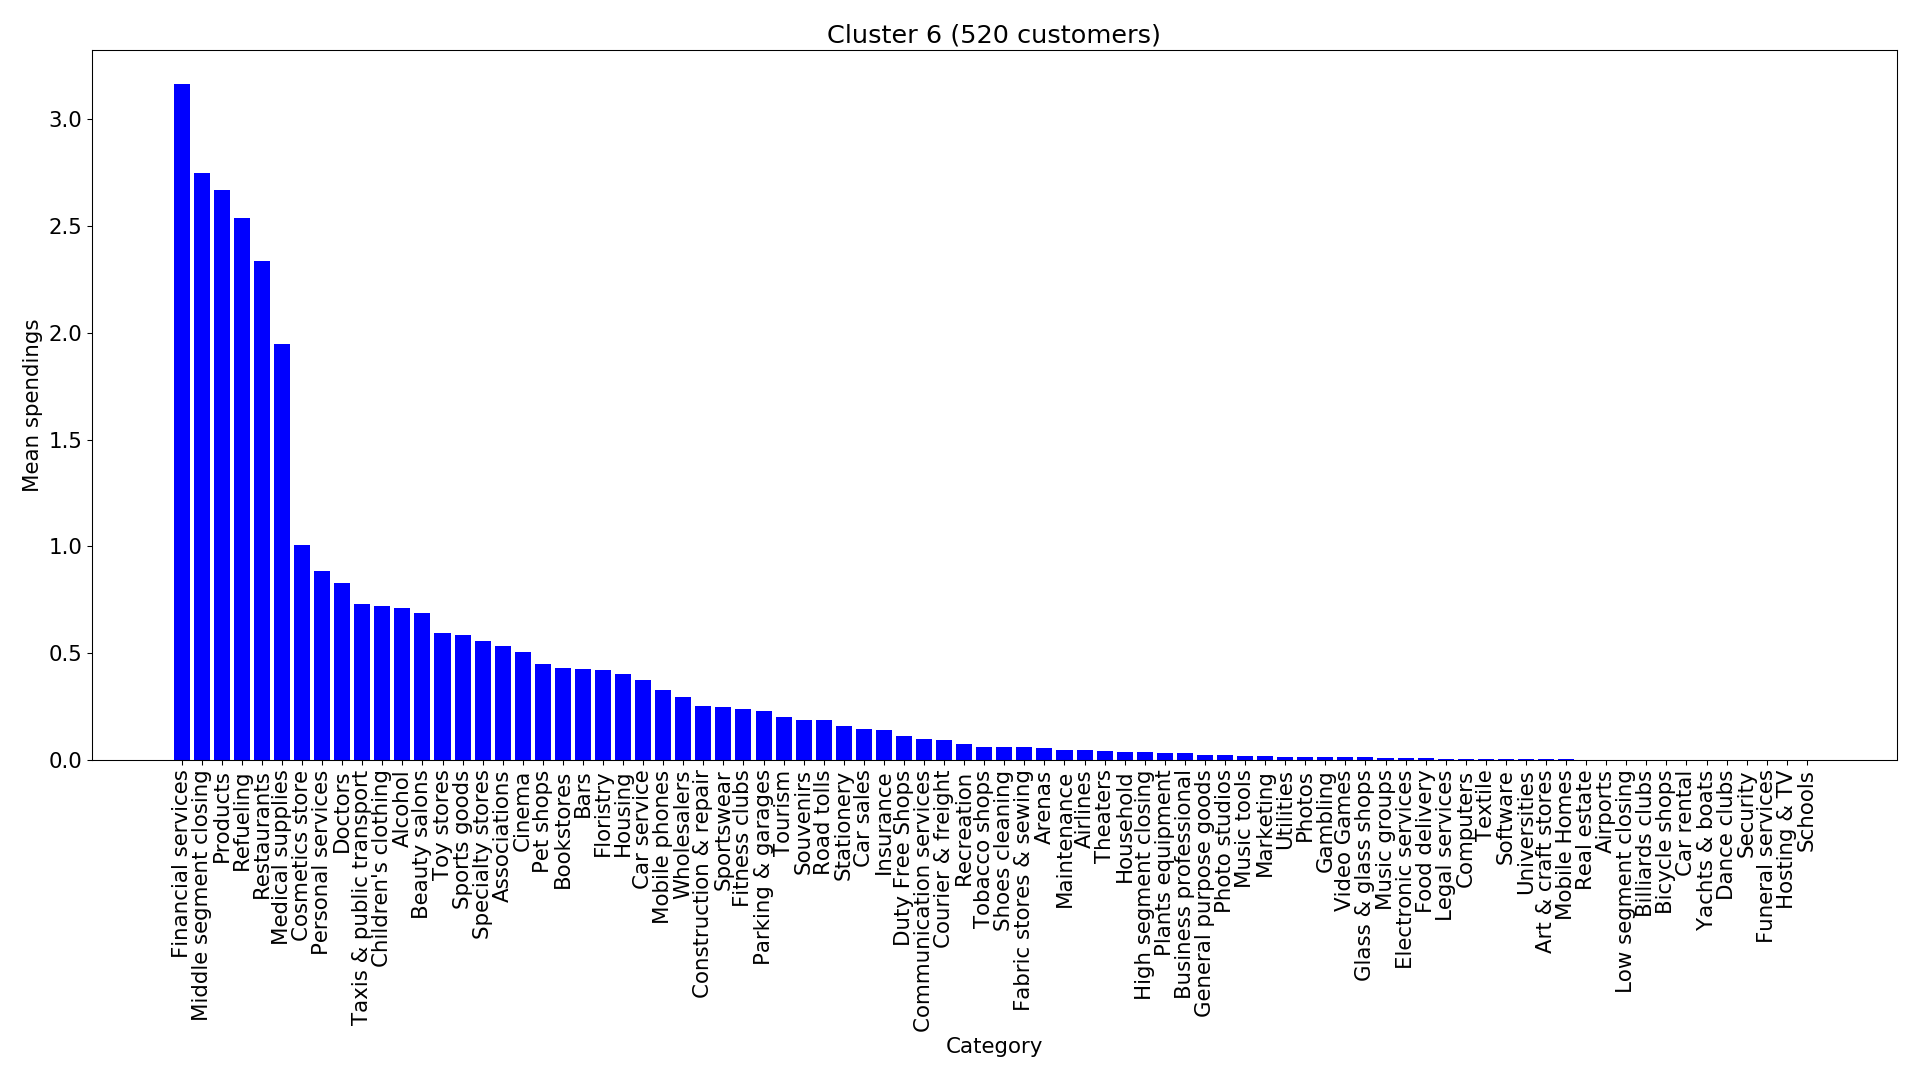 Cluster 6 (520 customers)
Mean spendings
3.0
2.5
2.0
1.5
1.0
0.5
0.0
Financial services
Middle segment closing
Products
Refueling
Restaurants
Medical supplies
Cosmetics store
Personal services
Doctors
Taxis & public transport
Children's clothing
Alcohol
Beauty salons
Toy stores
Sports goods
Specialty stores
Associations
Cinema
Pet shops
Bookstores
Bars
Floristry
Housing
Car service
Mobile phones
Wholesalers
Construction & repair
Sportswear
Fitness clubs
Parking & garages
Tourism
Souvenirs
Road tolls
Stationery
Car sales
Insurance
Duty Free Shops
Communication services
Courier & freight
Recreation
Tobacco shops
Shoes cleaning
Fabric stores & sewing
Arenas
Maintenance
Airlines
Theaters
Household
High segment closing
Plants equipment
Business professional
General purpose goods
Photo studios
Music tools
Marketing
Utilities
Photos
Gambling
Video Games
Glass & glass shops
Music groups
Electronic services
Food delivery
Legal services
Computers
Textile
Software
Universities
Art & craft stores
Mobile Homes
Real estate
Airports
Low segment closing
Billiards clubs
Bicycle shops
Car rental
Yachts & boats
Dance clubs
Security
Funeral services
Hosting & TV
Schools
Category